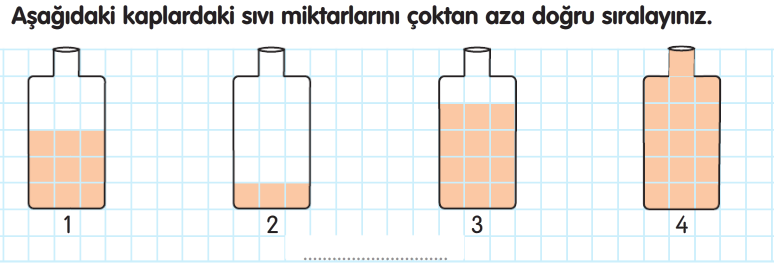 Aşağıdaki kaplardaki sıvı miktarlarını çoktan aza doğru sıralayınız.
1 2 3 4
................................